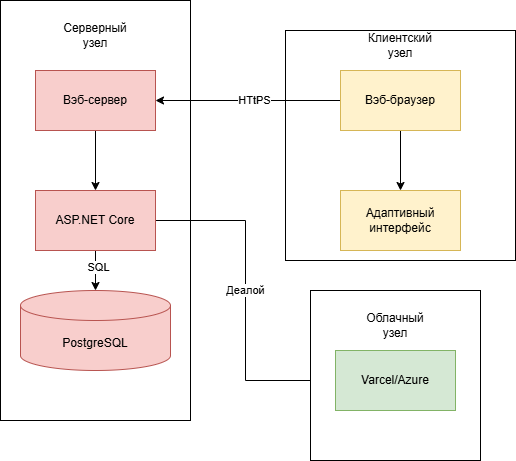 Серверный
узел
Клиентский
узел
Вэб-сервер
HTtPS
Вэб-браузер
ASP.NET Core
Адаптивный
интерфейс
SQL
Деалой
PostgreSQL
Облачный
узел
Varcel/Azure